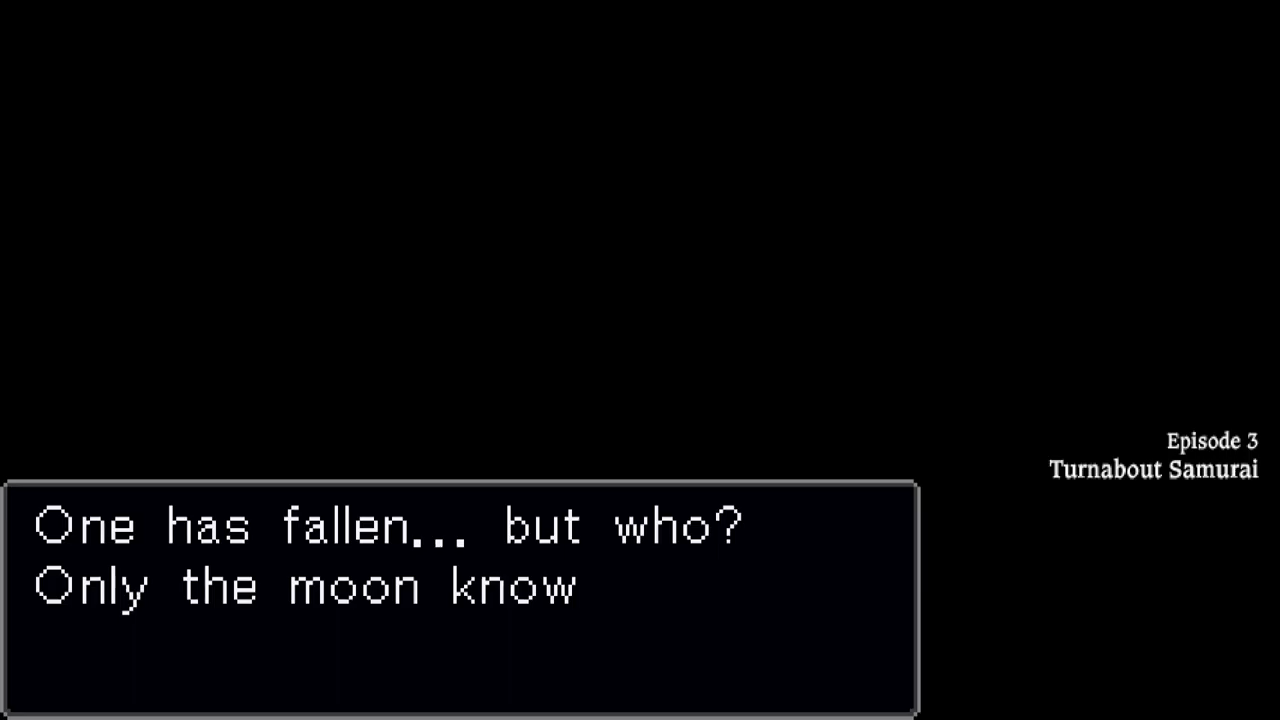 Episode 3
Turnabout Samurai
One has fallen... but who?
Only the moon know